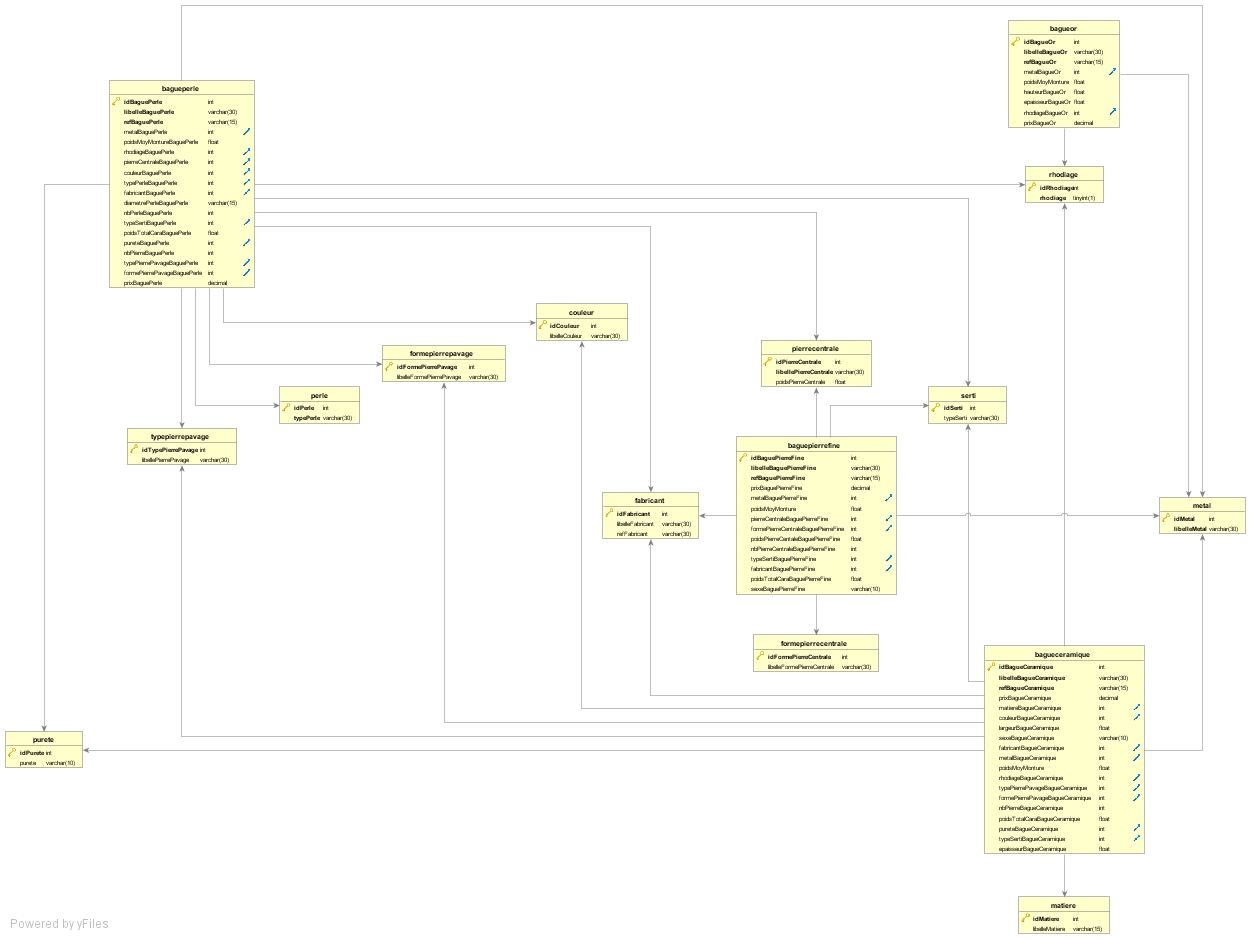 bagueor
idBagueOr int
libelleBagueOr varchar(30)
refBagueOr varchar(15)
metalBagueOr int
poidsMoyMonture float
hauteurBagueOr float
epaisseurBagueOr float
rhodiageBagueOr int
prixBagueOr decimal
bagueperle
idBaguePerle int
libelleBaguePerle varchar(30)
refBaguePerle varchar(15)
metalBaguePerle int
poidsMoyMontureBaguePerle float
rhodiageBaguePerle int
pierreCentraleBaguePerle int
couleurBaguePerle int
typePerleBaguePerle int
fabricantBaguePerle int
diametrePerleBaguePerle varchar(15)
nbPerleBaguePerle int
typeSertiBaguePerle int
poidsTotalCaraBaguePerle float
pureteBaguePerle int
nbPierreBaguePerle int
typePierrePavageBaguePerle int
formePierrePavageBaguePerle int
prixBaguePerle decimal
rhodiage
idRhodiage int
rhodiage tinyint(1)
couleur
idCouleur int
libelleCouleur varchar(30)
formepierrepavage
idFormePierrePavage int
libelleFormePierrePavage varchar(30)
pierrecentrale
idPierreCentrale int
libellePierreCentrale varchar(30)
poidsPierreCentrale float
perle
idPerle int
typePerle varchar(30)
serti
idSerti int
typeSerti varchar(30)
typepierrepavage
idTypePierrePavage int
libellePierrePavage varchar(30)
baguepierrefine
idBaguePierreFine int
libelleBaguePierreFine varchar(30)
refBaguePierreFine varchar(15)
prixBaguePierreFine decimal
metalBaguePierreFine int
poidsMoyMonture float
pierreCentraleBaguePierreFine int
formePierreCentraleBaguePierreFine int
poidsPierreCentaleBaguePierreFine float
nbPierreCentraleBaguePierreFine int
typeSertiBaguePierreFine int
fabricantBaguePierreFine int
poidsTotalCaraBaguePierreFine float
sexeBaguePierreFine varchar(10)
fabricant
idFabricant int
libelleFabricant varchar(30)
refFabricant varchar(30)
metal
idMetal int
libelleMetal varchar(30)
formepierrecentrale
idFormePierreCentrale int
libelleFormePierreCentrale varchar(30)
bagueceramique
idBagueCeramique int
libelleBagueCeramique varchar(30)
refBagueCeramique varchar(15)
prixBagueCeramique decimal
matiereBagueCeramique int
couleurBagueCeramique int
largeurBagueCeramique float
sexeBagueCeramique varchar(10)
fabricantBagueCeramique int
metalBagueCeramique int
poidsMoyMonture float
rhodiageBagueCeramique int
typePierrePavageBagueCeramique int
formePierrePavageBagueCeramique int
nbPierreBagueCeramique int
poidsTotalCaraBagueCeramique float
pureteBagueCeramique int
typeSertiBagueCeramique int
epaisseurBagueCeramique float
purete
idPurete int
purete varchar(10)
matiere
idMatiere int
libelleMatiere varchar(15)
Powered by yFiles